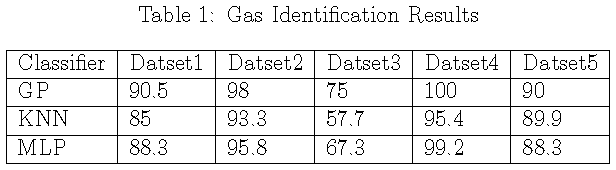 Table 1: Gas Identification Results
Classifier Datset1 Datset2 Datset3 Datset4 Datset5
GP 90.5 98 75 100 90
KNN 85 93.3 57.7 95.4 89.9
MLP 88.3 95.8 67.3 99.2 88.3